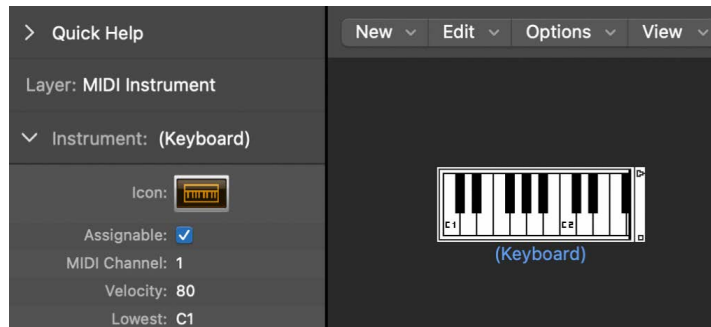 Quick Help
Layer: MIDI Instrument
Instrument: (Keyboard)
Icon:
Assignable:
MIDI Channel: 1
Velocity: 80
Lowest: C1
New Edit Options View
C1 C2
(Keyboard)